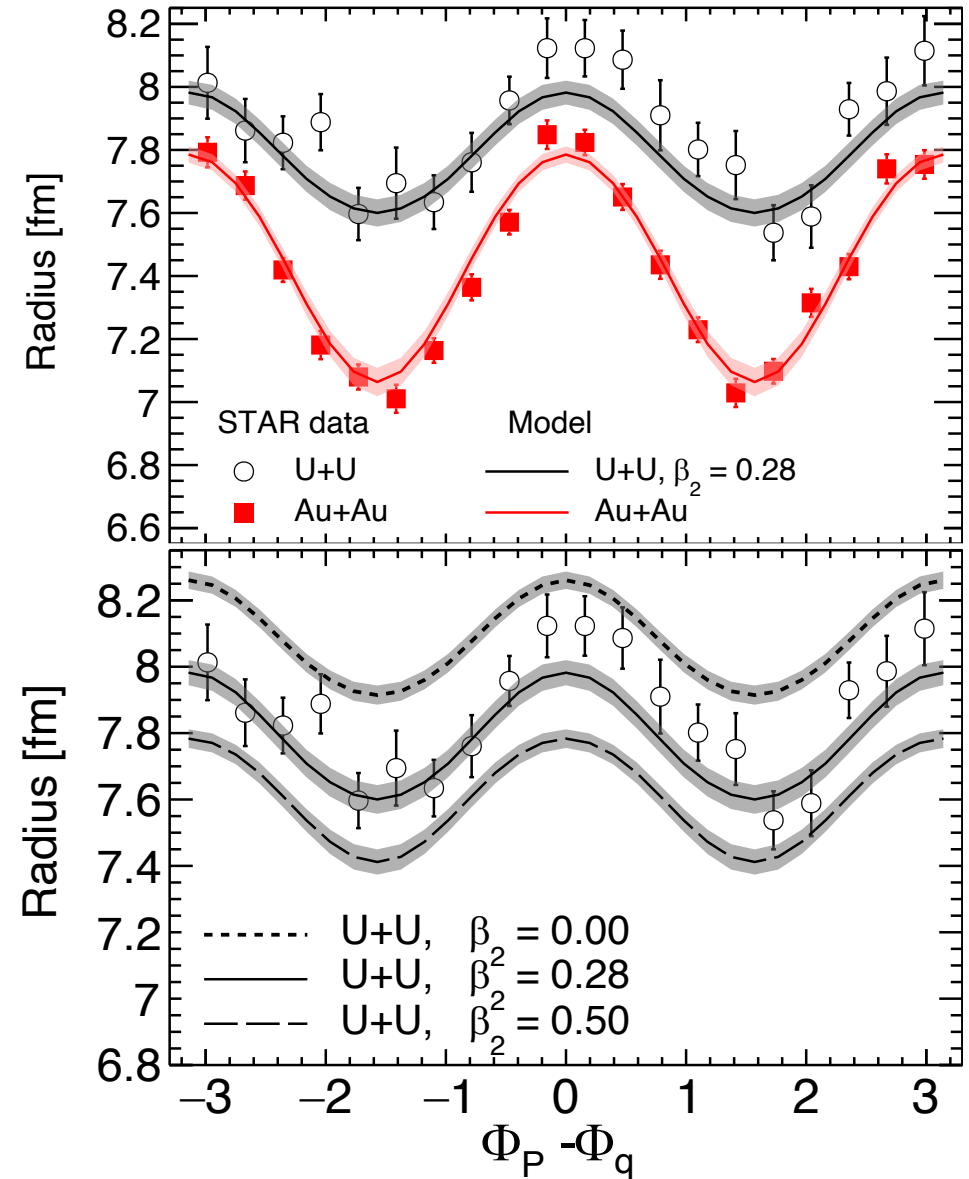 8.2
8
7.8
7.6
7.4
7.2
7
6.8
6.6
Radius [fm]
STAR data Model
U+U U+U, β₂ = 0.28
Au+Au Au+Au
8.2
8
7.8
7.6
7.4
7.2
7
6.8
Radius [fm]
U+U, β₂ = 0.00
U+U, β₂ = 0.28
U+U, β₂ = 0.50
−3 −2 −1 0 1 2 3
Φ_P -Φ_q